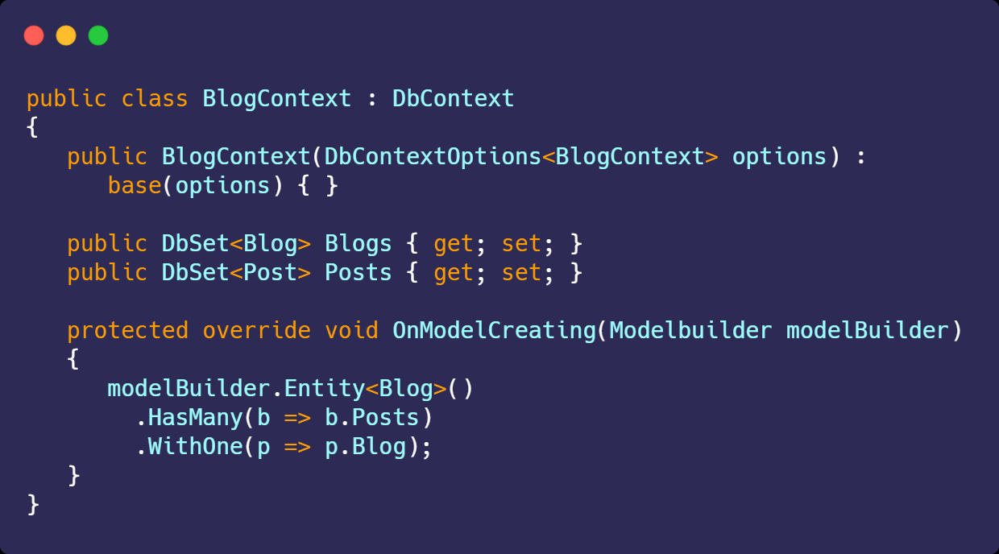 public class BlogContext : DbContext
{
   public BlogContext(DbContextOptions<BlogContext> options) :
      base(options) { }

   public DbSet<Blog> Blogs { get; set; }
   public DbSet<Post> Posts { get; set; }

   protected override void OnModelCreating(Modelbuilder modelBuilder)
   {
      modelBuilder.Entity<Blog>()
        .HasMany(b => b.Posts)
        .WithOne(p => p.Blog);
   }
}